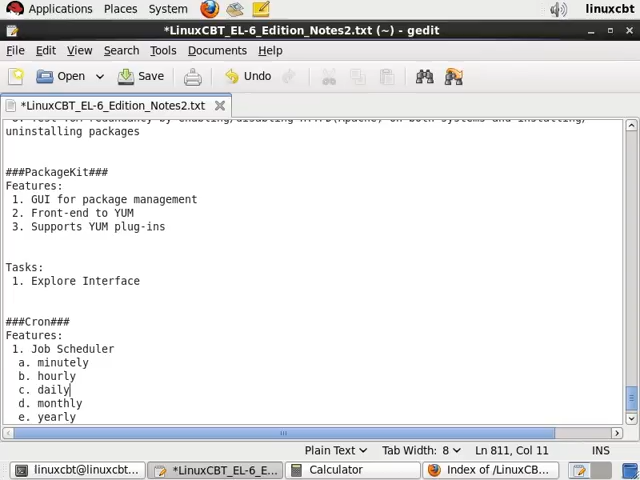 Applications Places System linuxcbt
*LinuxCBT_EL-6_Edition_Notes2.txt (~) - gedit
File Edit View Search Tools Documents Help
Open Save Undo
*LinuxCBT_EL-6_Edition_Notes2.txt
uninstalling packages
###PackageKit###
Features:
1. GUI for package management
2. Front-end to YUM
3. Supports YUM plug-ins
Tasks:
1. Explore Interface
###Cron###
Features:
1. Job Scheduler
a. minutely
b. hourly
c. daily
d. monthly
e. yearly
Plain Text Tab Width: 8 Ln 811, Col 11 INS
linuxcbt@linuxcbt... *LinuxCBT_EL-6_E... Calculator Index of /LinuxCB...